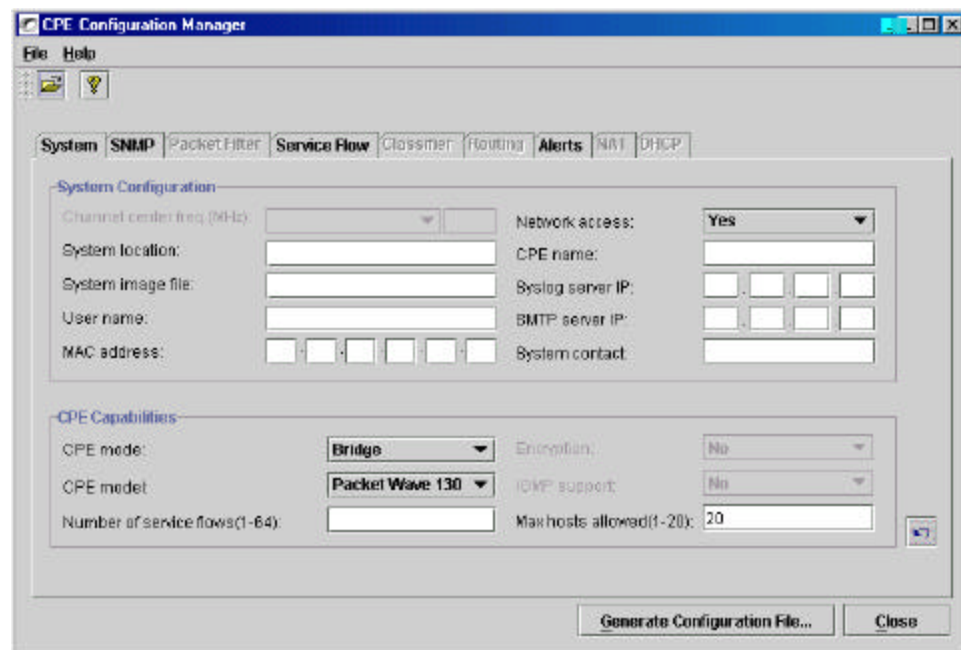 CPE Configuration Manager
File Help
System SNMP Packet Filter Service Flow Classifier Routing Alerts NAT DHCP
System Configuration
Channel center freq.(MHz) Network access: Yes
System location: CPE name:
System image file: Syslog server IP:
User name: SMTP server IP:
MAC address: System contact:
CPE Capabilities
CPE mode: Bridge Encryption: No
CPE model: Packet Wave 130 IGMP support: No
Number of service flows(1-64): Max hosts allowed(1-20): 20
Generate Configuration File... Close